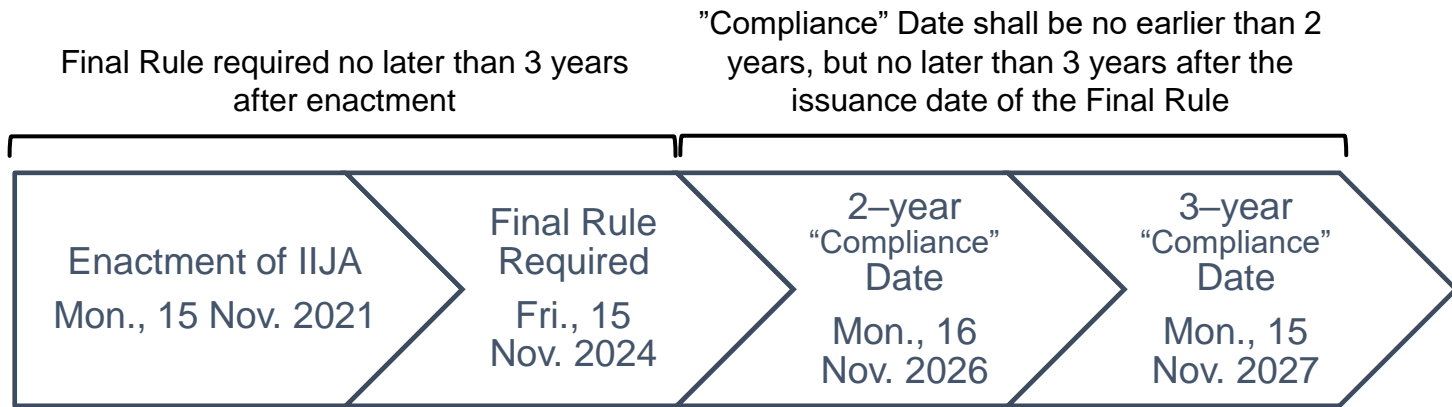 Final Rule required no later than 3 years
after enactment
”Compliance” Date shall be no earlier than 2
years, but no later than 3 years after the
issuance date of the Final Rule
Enactment of IIJA
Mon., 15 Nov. 2021
Final Rule
Required
Fri., 15
Nov. 2024
2–year
“Compliance”
Date
Mon., 16
Nov. 2026
3–year
“Compliance”
Date
Mon., 15
Nov. 2027